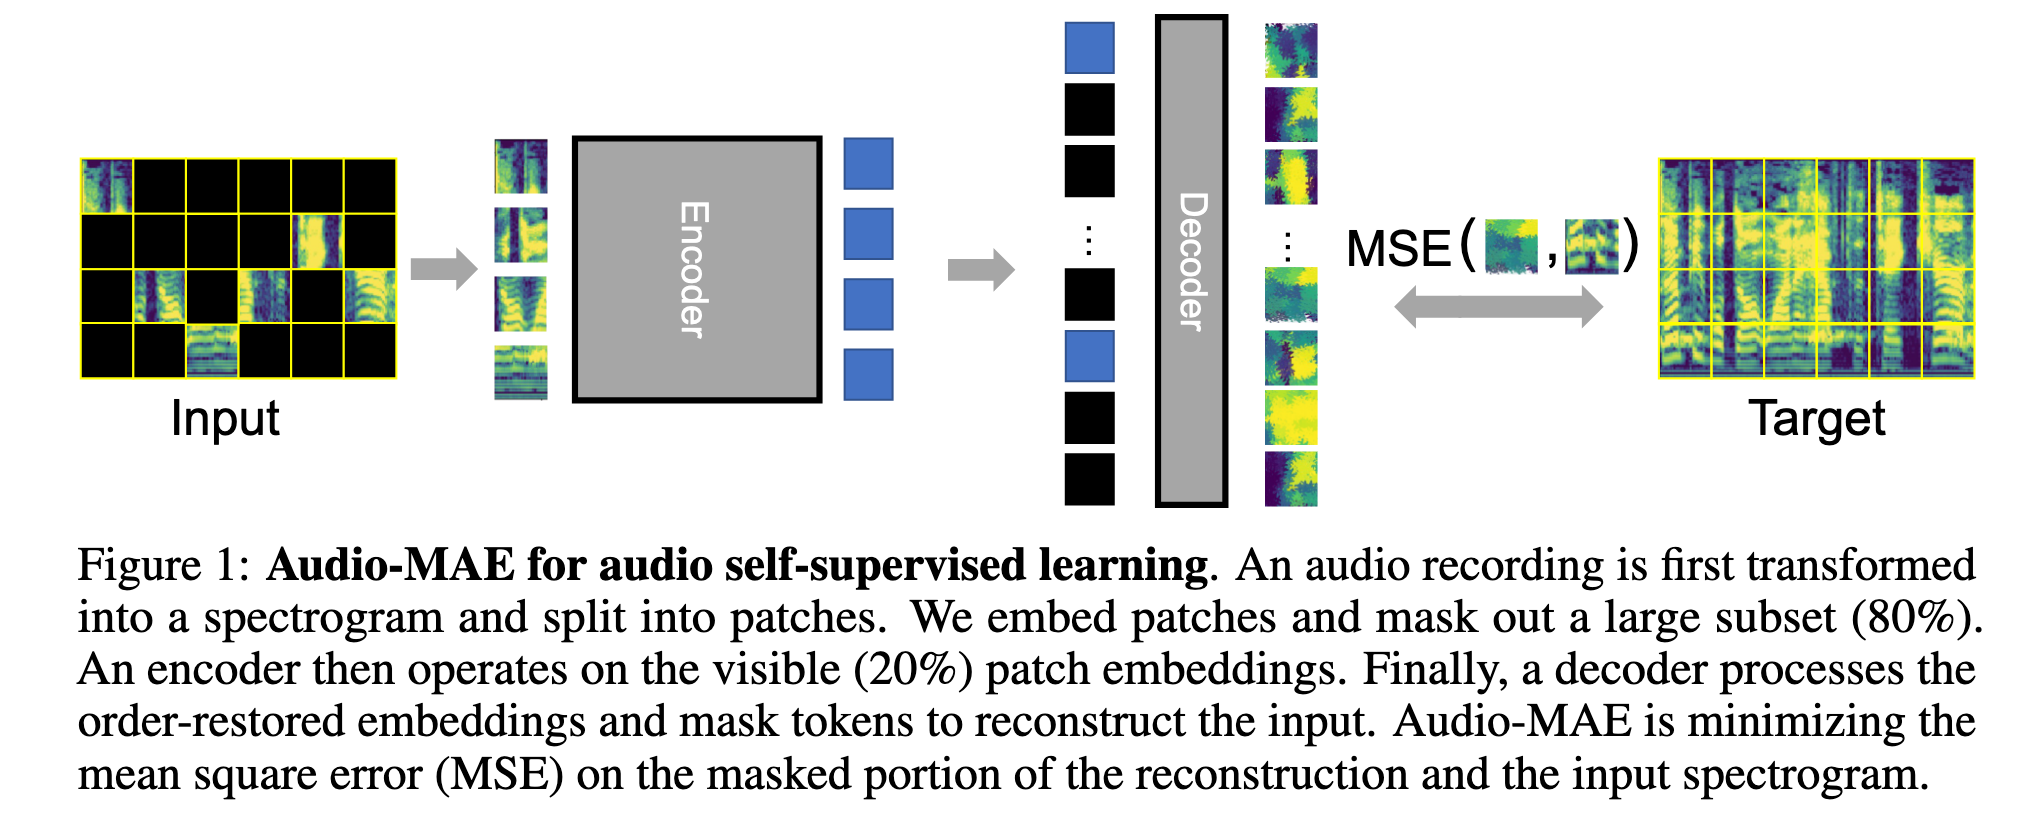 Input
Encoder
⋮
Decoder
⋮
MSE( , )
Target
Figure 1: Audio-MAE for audio self-supervised learning. An audio recording is first transformed
into a spectrogram and split into patches. We embed patches and mask out a large subset (80%).
An encoder then operates on the visible (20%) patch embeddings. Finally, a decoder processes the
order-restored embeddings and mask tokens to reconstruct the input. Audio-MAE is minimizing the
mean square error (MSE) on the masked portion of the reconstruction and the input spectrogram.